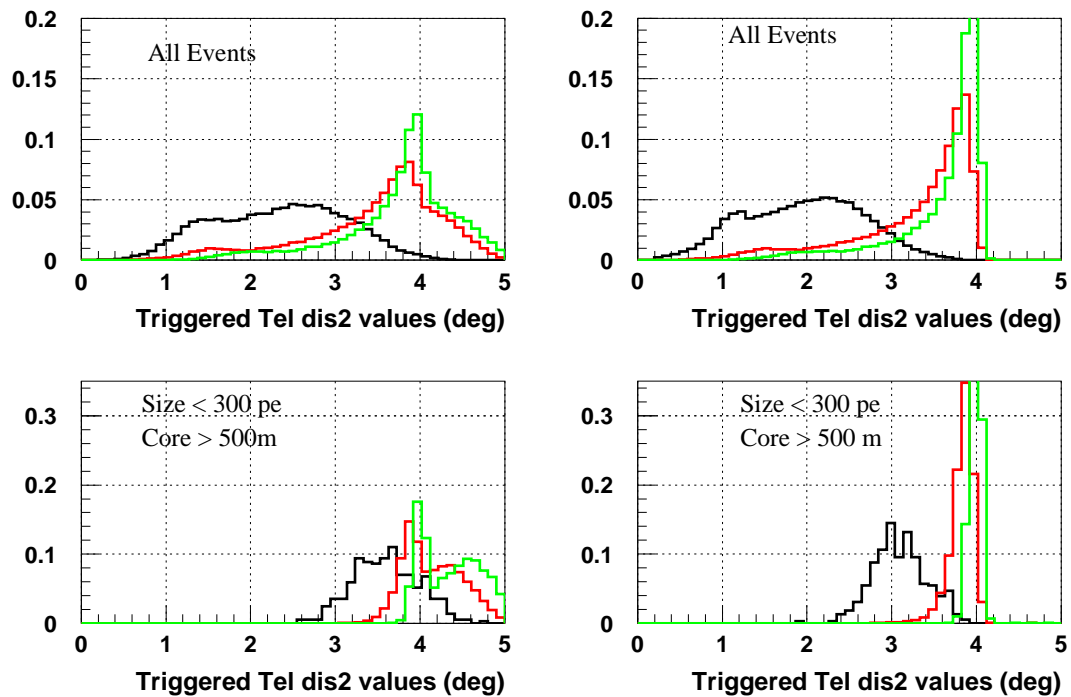 0.2
0.15
0.1
0.05
0
All Events
0 1 2 3 4 5
Triggered Tel dis2 values (deg)
0.2
0.15
0.1
0.05
0
All Events
0 1 2 3 4 5
Triggered Tel dis2 values (deg)
0.3
0.2
0.1
0
Size < 300 pe
Core > 500m
0 1 2 3 4 5
Triggered Tel dis2 values (deg)
0.3
0.2
0.1
0
Size < 300 pe
Core > 500 m
0 1 2 3 4 5
Triggered Tel dis2 values (deg)